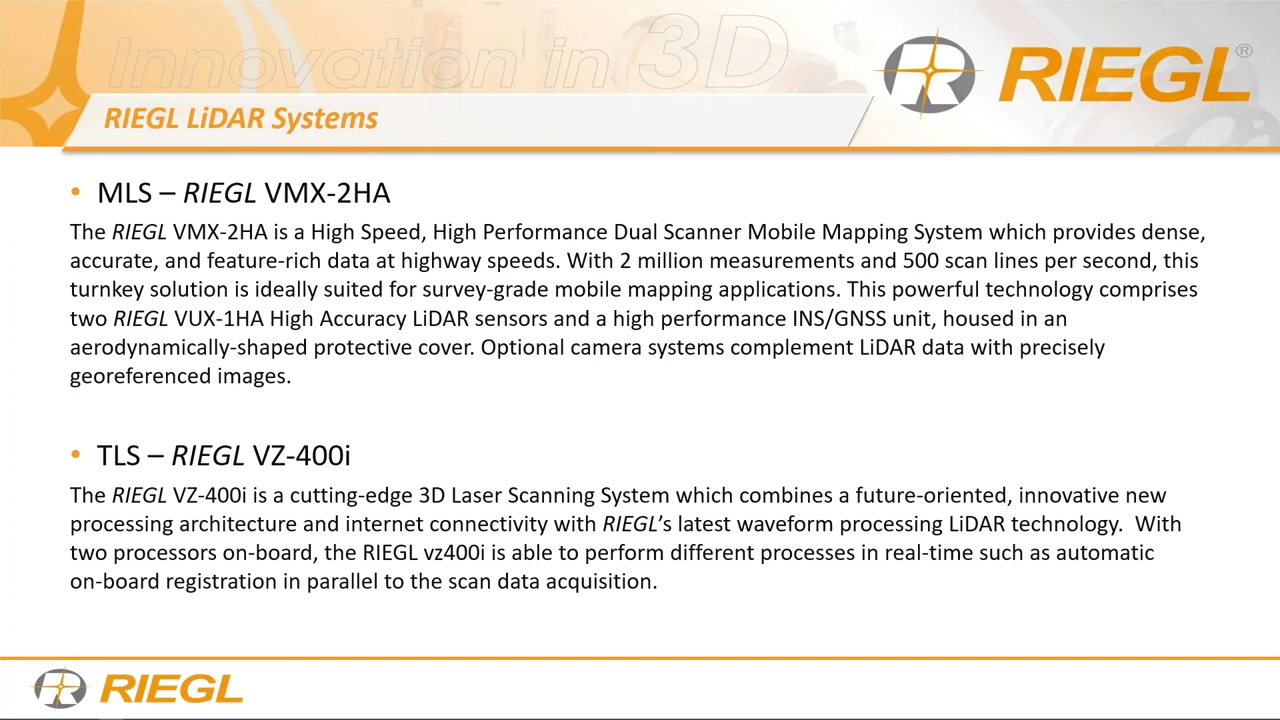 Innovation in 3D
RIEGL®
RIEGL LiDAR Systems
• MLS – RIEGL VMX-2HA
The RIEGL VMX-2HA is a High Speed, High Performance Dual Scanner Mobile Mapping System which provides dense,
accurate, and feature-rich data at highway speeds. With 2 million measurements and 500 scan lines per second, this
turnkey solution is ideally suited for survey-grade mobile mapping applications. This powerful technology comprises
two RIEGL VUX-1HA High Accuracy LiDAR sensors and a high performance INS/GNSS unit, housed in an
aerodynamically-shaped protective cover. Optional camera systems complement LiDAR data with precisely
georeferenced images.
• TLS – RIEGL VZ-400i
The RIEGL VZ-400i is a cutting-edge 3D Laser Scanning System which combines a future-oriented, innovative new
processing architecture and internet connectivity with RIEGL’s latest waveform processing LiDAR technology.  With
two processors on-board, the RIEGL vz400i is able to perform different processes in real-time such as automatic
on-board registration in parallel to the scan data acquisition.
RIEGL